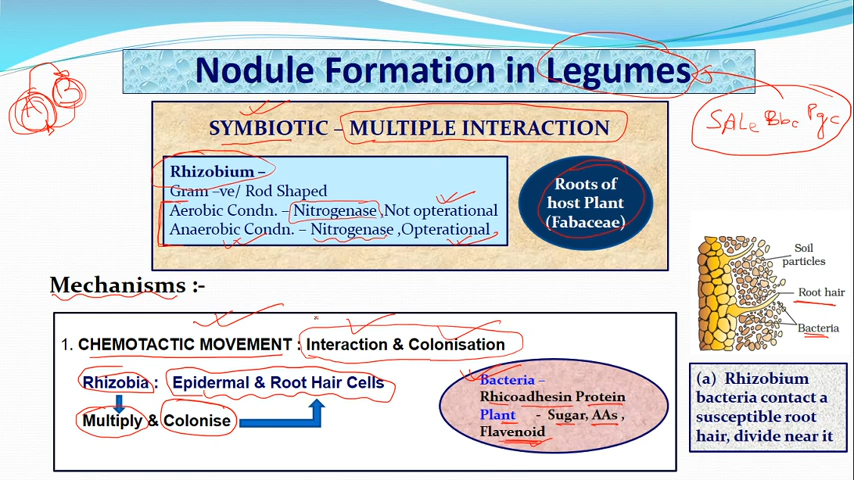 Nodule Formation in Legumes
A B
SALe Bbc Pgc
SYMBIOTIC – MULTIPLE INTERACTION
Rhizobium –
Gram –ve/ Rod Shaped
Aerobic Condn. – Nitrogenase ,Not opterational
Anaerobic Condn. – Nitrogenase ,Opterational
Roots of
host Plant
(Fabaceae)
Soil
particles
Root hair
Bacteria
Mechanisms :-
1. CHEMOTACTIC MOVEMENT : Interaction & Colonisation
Rhizobia : Epidermal & Root Hair Cells
Multiply & Colonise
Bacteria –
Rhicoadhesin Protein
Plant - Sugar, AAs ,
Flavenoid
(a) Rhizobium
bacteria contact a
susceptible root
hair, divide near it